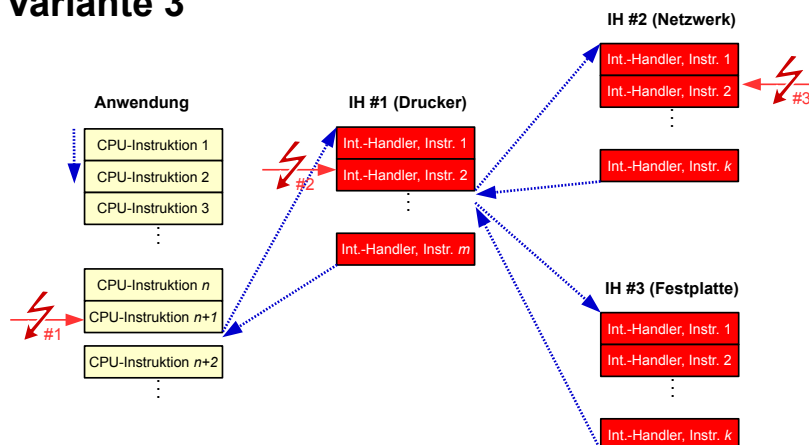 Variante 3
Anwendung
CPU-Instruktion 1
CPU-Instruktion 2
CPU-Instruktion 3
CPU-Instruktion n
CPU-Instruktion n+1
CPU-Instruktion n+2
#1
IH #1 (Drucker)
Int.-Handler, Instr. 1
Int.-Handler, Instr. 2
Int.-Handler, Instr. m
#2
IH #2 (Netzwerk)
Int.-Handler, Instr. 1
Int.-Handler, Instr. 2
Int.-Handler, Instr. k
#3
IH #3 (Festplatte)
Int.-Handler, Instr. 1
Int.-Handler, Instr. 2
Int.-Handler, Instr. k